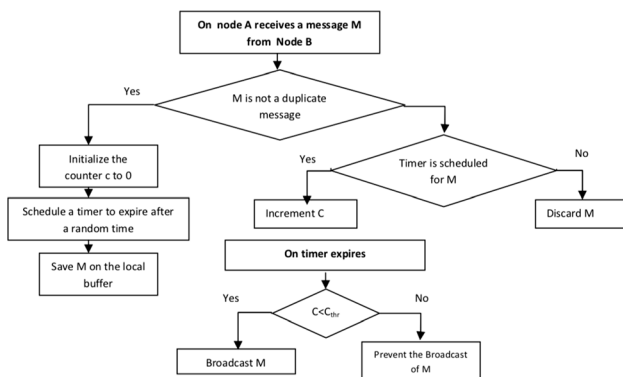 On node A receives a message M
from Node B
Yes
M is not a duplicate
message
Initialize the
counter c to 0
Yes
Timer is scheduled
for M
No
Schedule a timer to expire after
a random time
Increment C
Discard M
Save M on the local
buffer
On timer expires
Yes
C<Cthr
No
Broadcast M
Prevent the Broadcast
of M